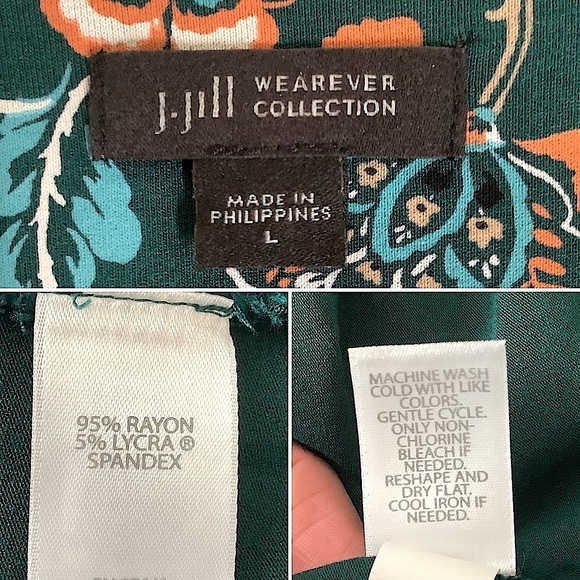 J.Jill WEAREVER
COLLECTION
MADE IN
PHILIPPINES
L
95% RAYON
5% LYCRA ®
SPANDEX
MACHINE WASH
COLD WITH LIKE
COLORS.
GENTLE CYCLE.
ONLY NON-
CHLORINE
BLEACH IF
NEEDED.
RESHAPE AND
DRY FLAT.
COOL IRON IF
NEEDED.